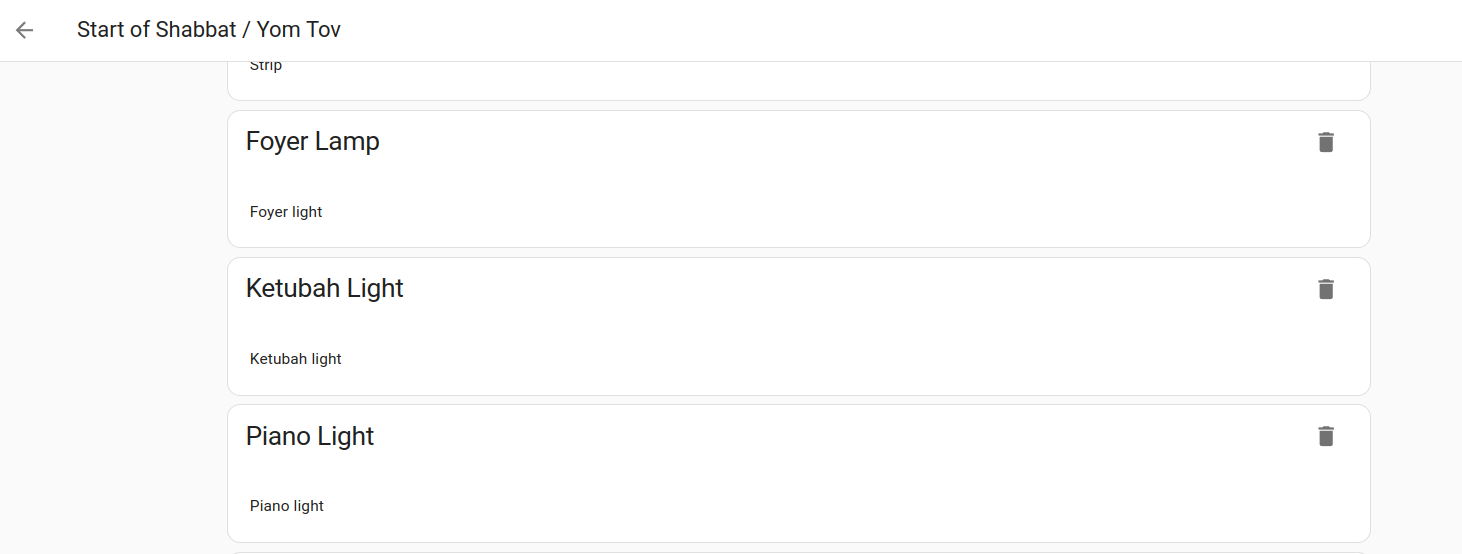 Start of Shabbat / Yom Tov
Strip
Foyer Lamp
Foyer light
Ketubah Light
Ketubah light
Piano Light
Piano light